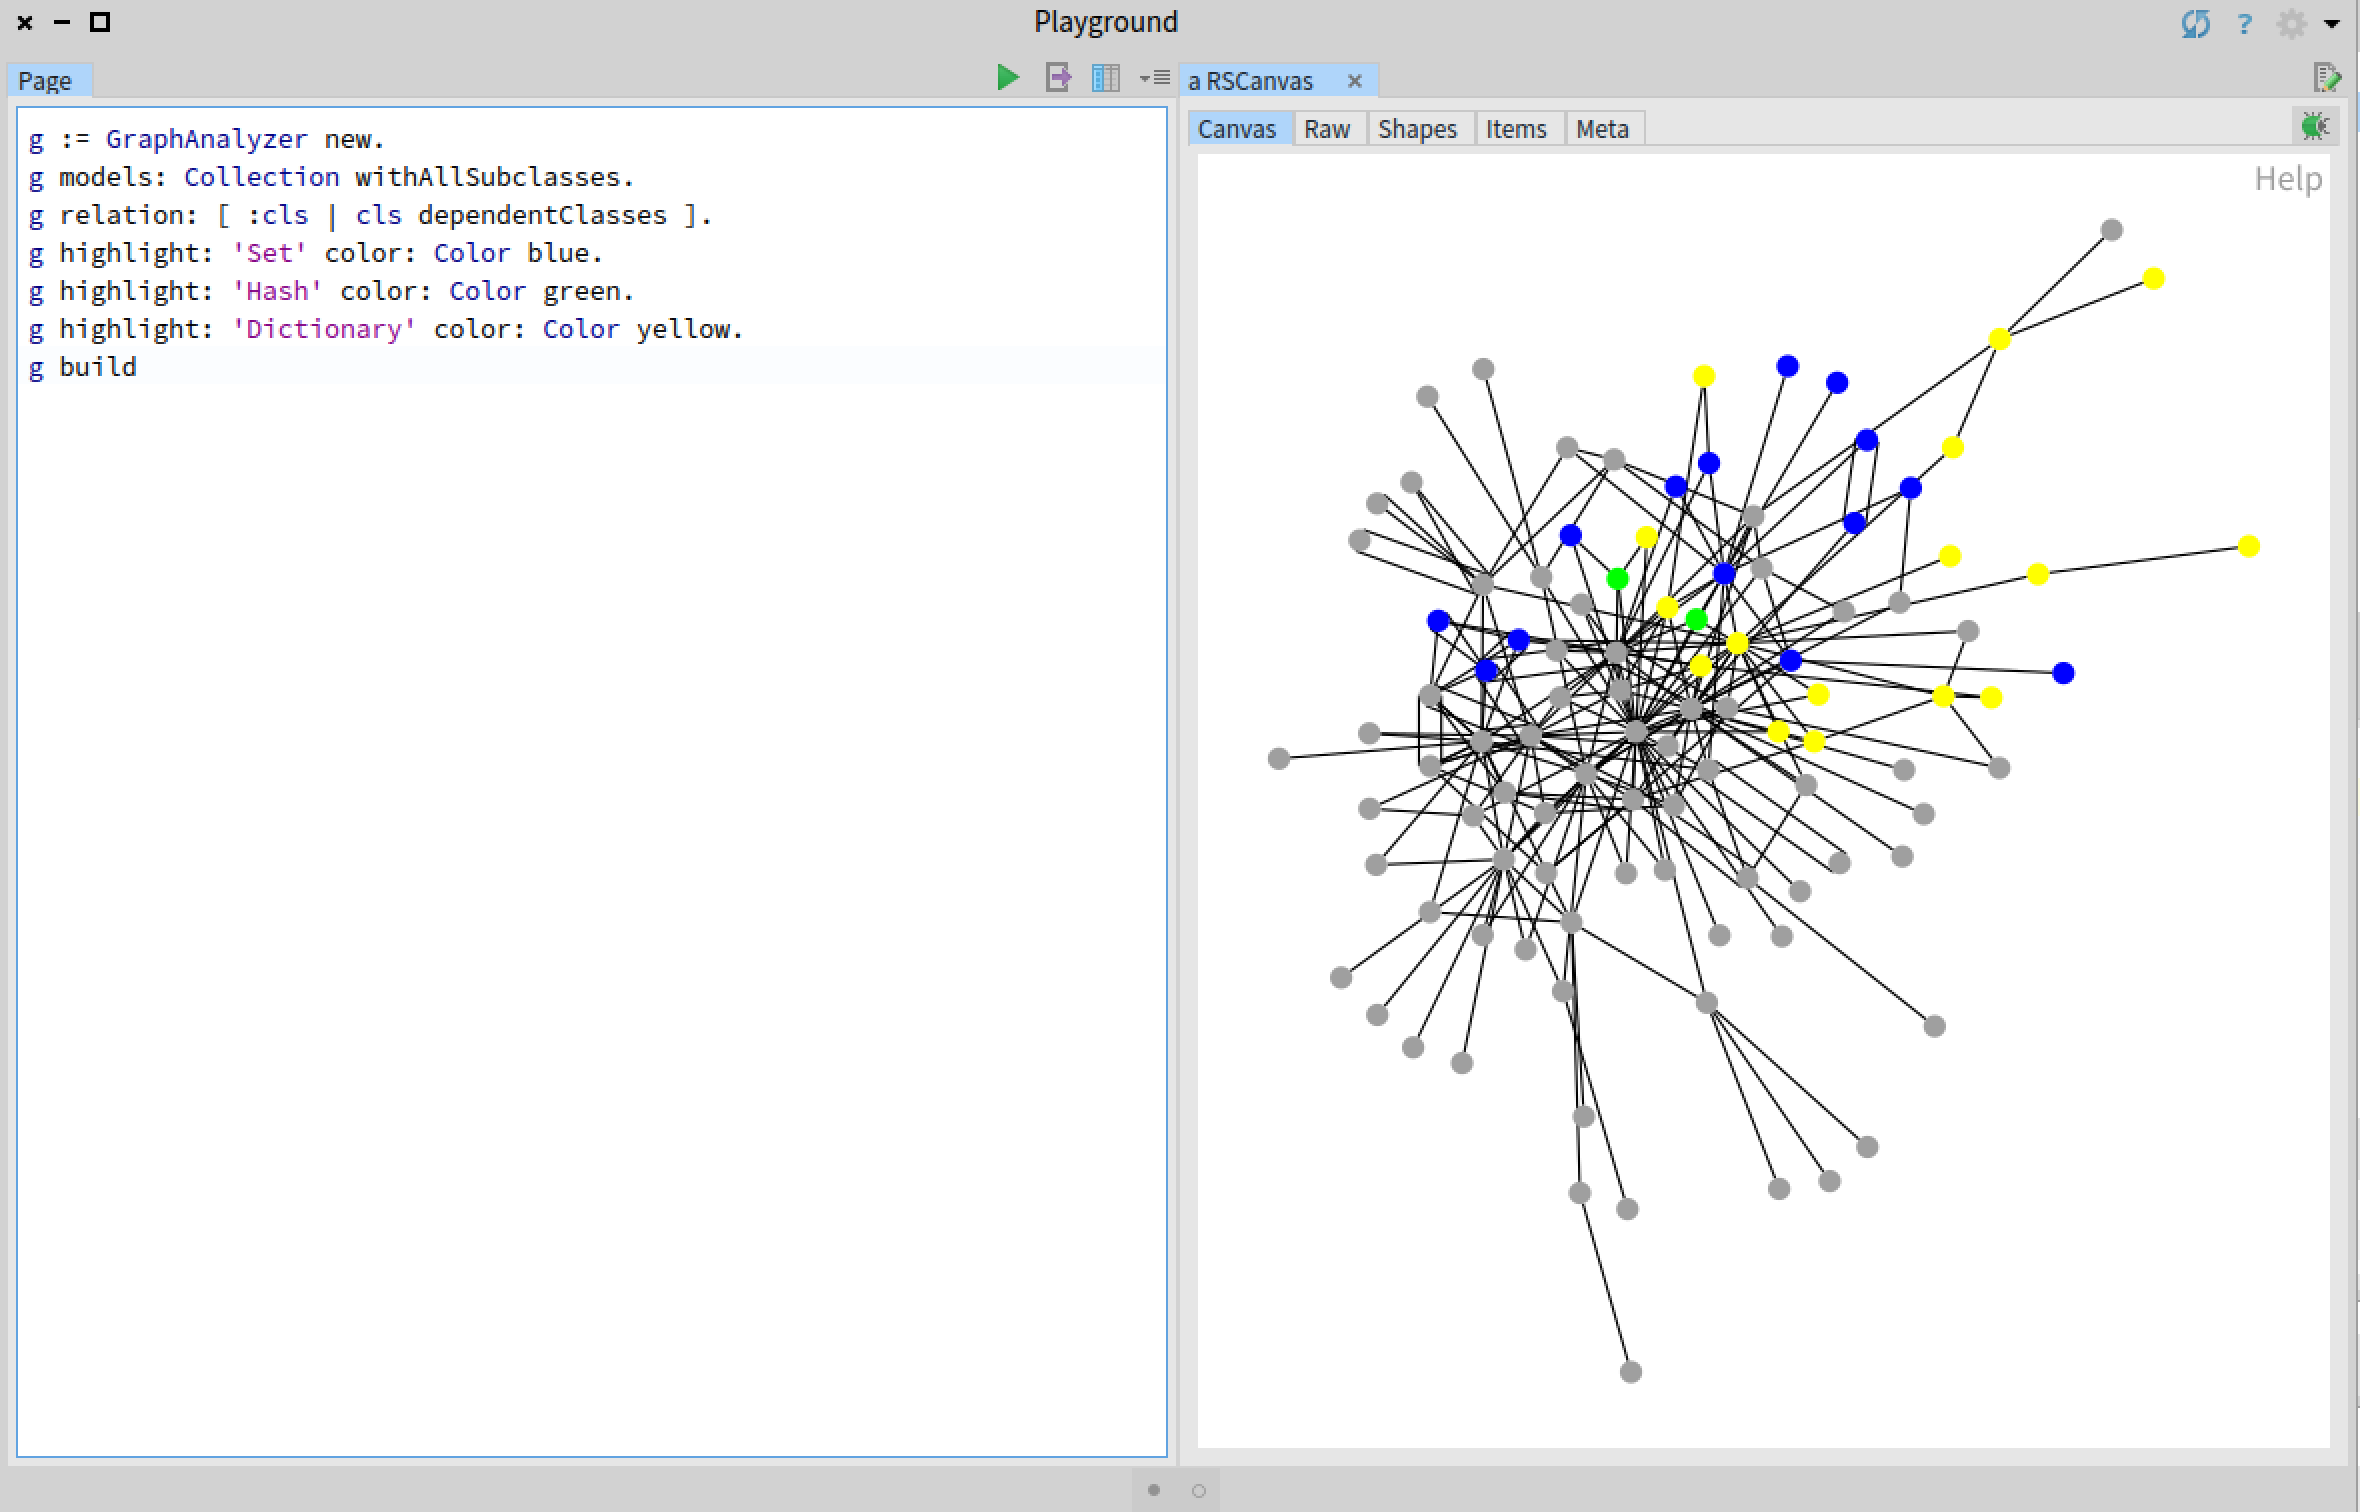 Playground
?
Page
a RSCanvas
g := GraphAnalyzer new.
g models: Collection withAllSubclasses.
g relation: [ :cls | cls dependentClasses ].
g highlight: 'Set' color: Color blue.
g highlight: 'Hash' color: Color green.
g highlight: 'Dictionary' color: Color yellow.
g build
Canvas Raw Shapes Items Meta
Help